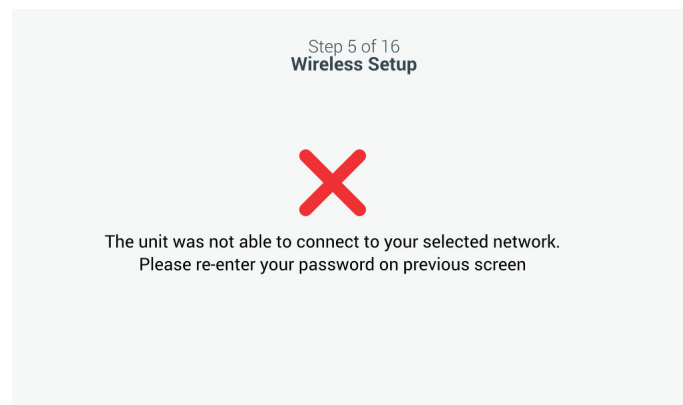 Step 5 of 16
Wireless Setup
The unit was not able to connect to your selected network.
Please re-enter your password on previous screen